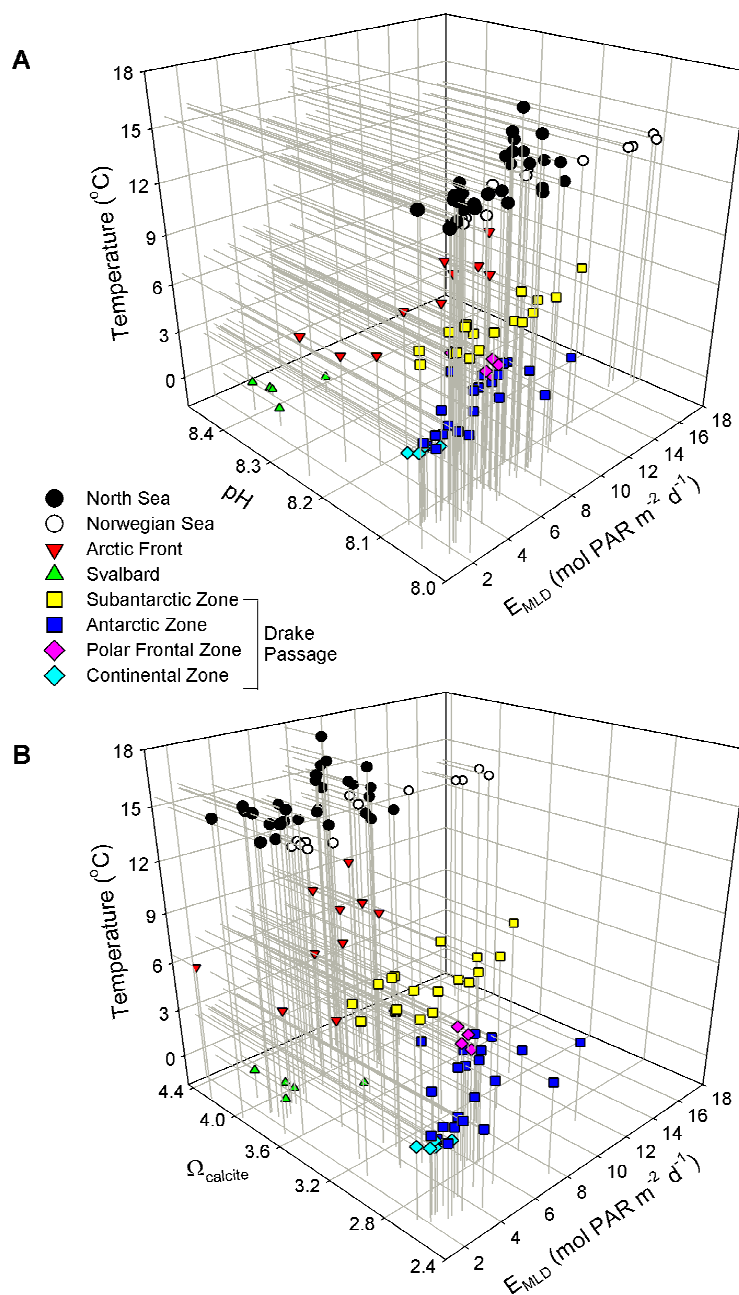 A
18
15
12
9
6
3
0
Temperature (°C)
8.4
8.3
8.2
8.1
8.0
pH
2
4
6
8
10
12
14
16
18
E_MLD (mol PAR m⁻² d⁻¹)
North Sea
Norwegian Sea
Arctic Front
Svalbard
Subantarctic Zone
Antarctic Zone
Polar Frontal Zone
Continental Zone
Drake
Passage
B
18
15
12
9
6
3
0
Temperature (°C)
4.4
4.0
3.6
3.2
2.8
2.4
Ω_calcite
2
4
6
8
10
12
14
16
18
E_MLD (mol PAR m⁻² d⁻¹)